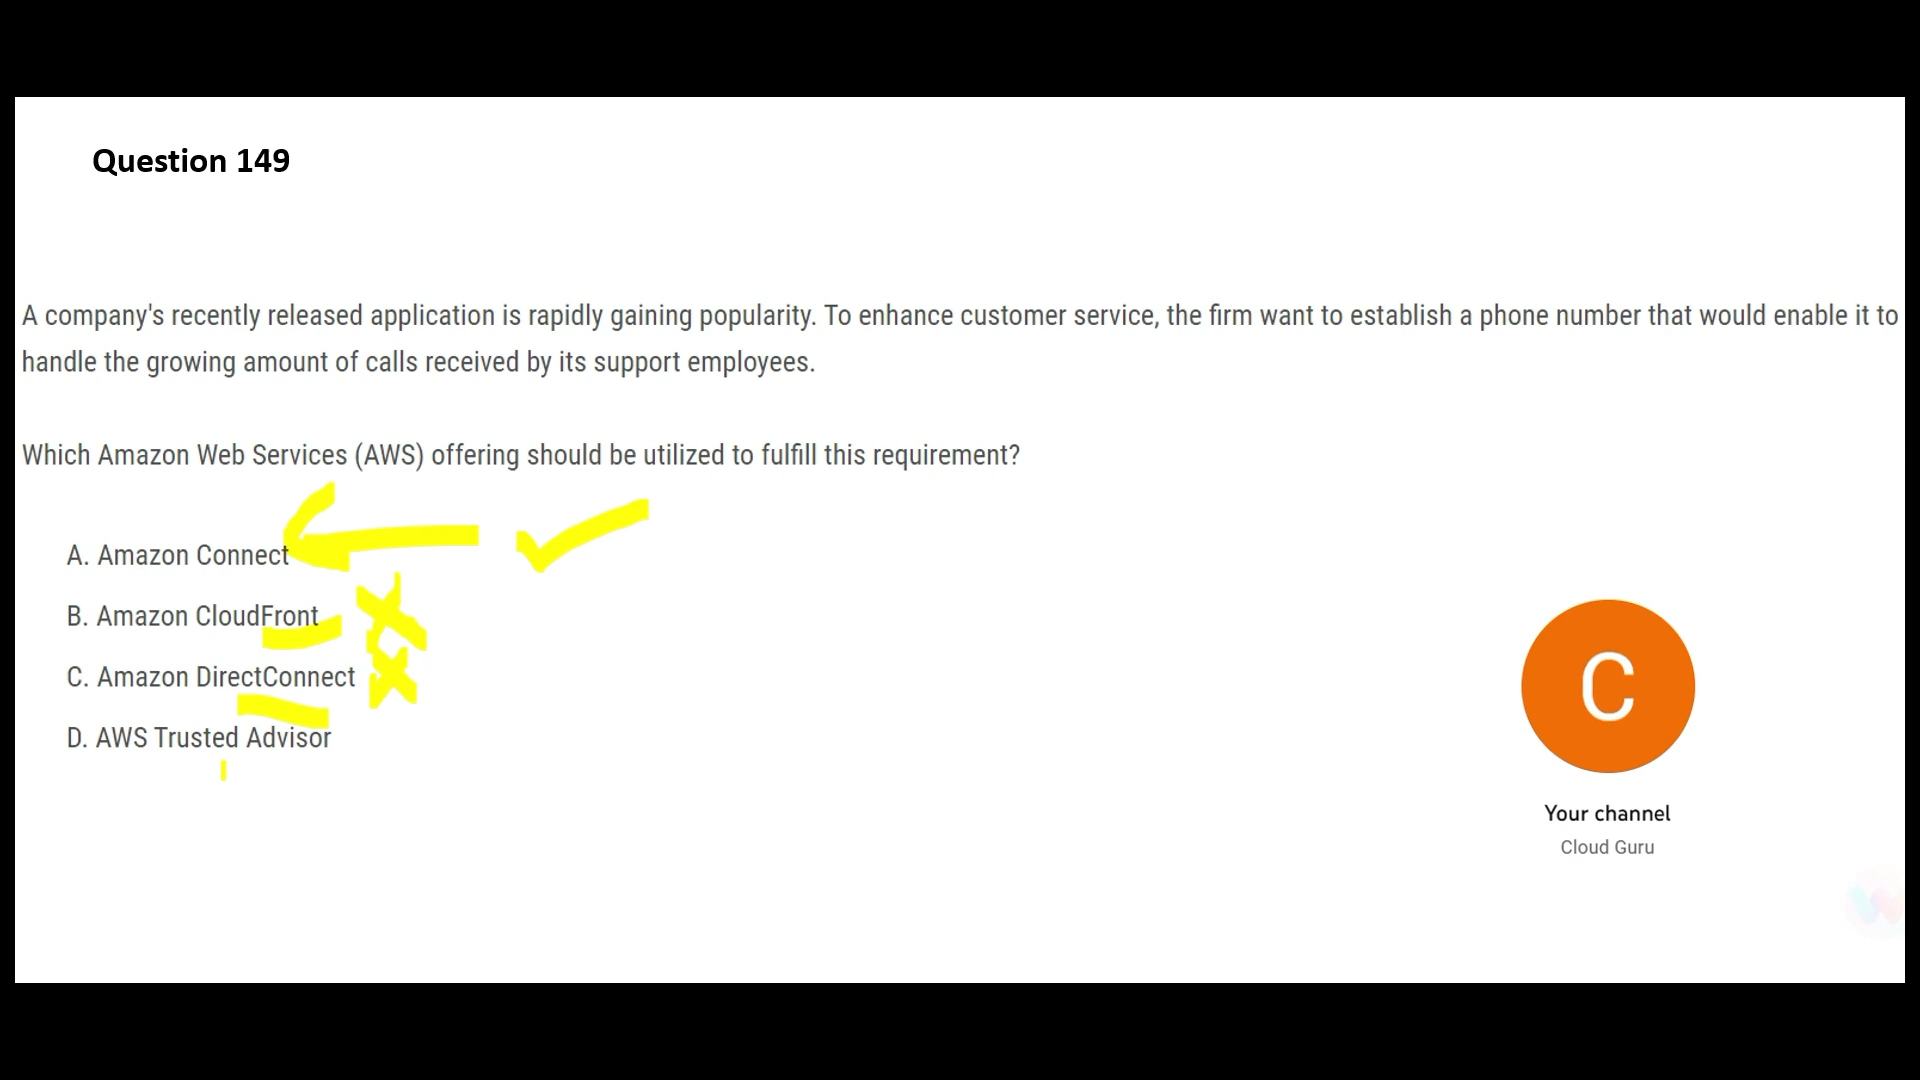 Question 149
A company's recently released application is rapidly gaining popularity. To enhance customer service, the firm want to establish a phone number that would enable it to
handle the growing amount of calls received by its support employees.
Which Amazon Web Services (AWS) offering should be utilized to fulfill this requirement?
A. Amazon Connect
B. Amazon CloudFront
C. Amazon DirectConnect
D. AWS Trusted Advisor
C
Your channel
Cloud Guru